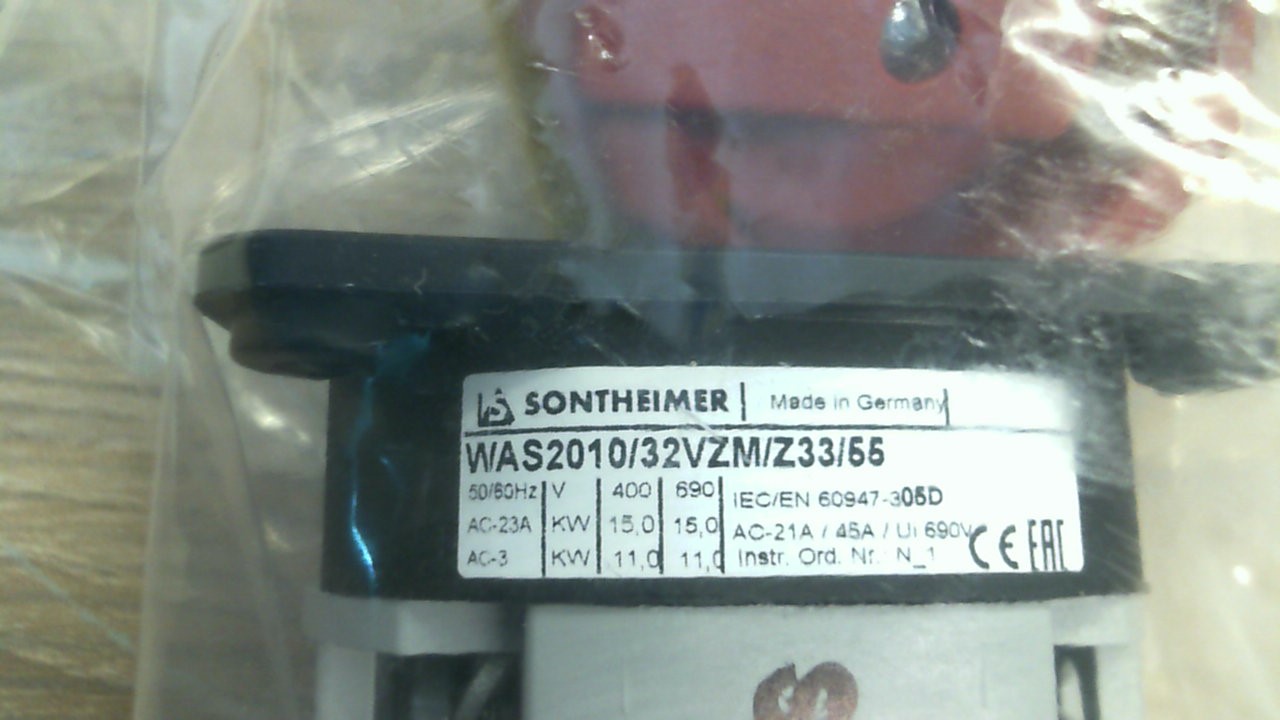 SONTHEIMER | Made in Germany
WAS2010/32VZM/Z33/55
50/60Hz V 400 690
AC-23A KW 15,0 15,0
AC-3 KW 11,0 11,0
IEC/EN 60947-3 05D
AC-21A / 45A / Ui 690V
Instr. Ord. Nr. N_1
CE EAC